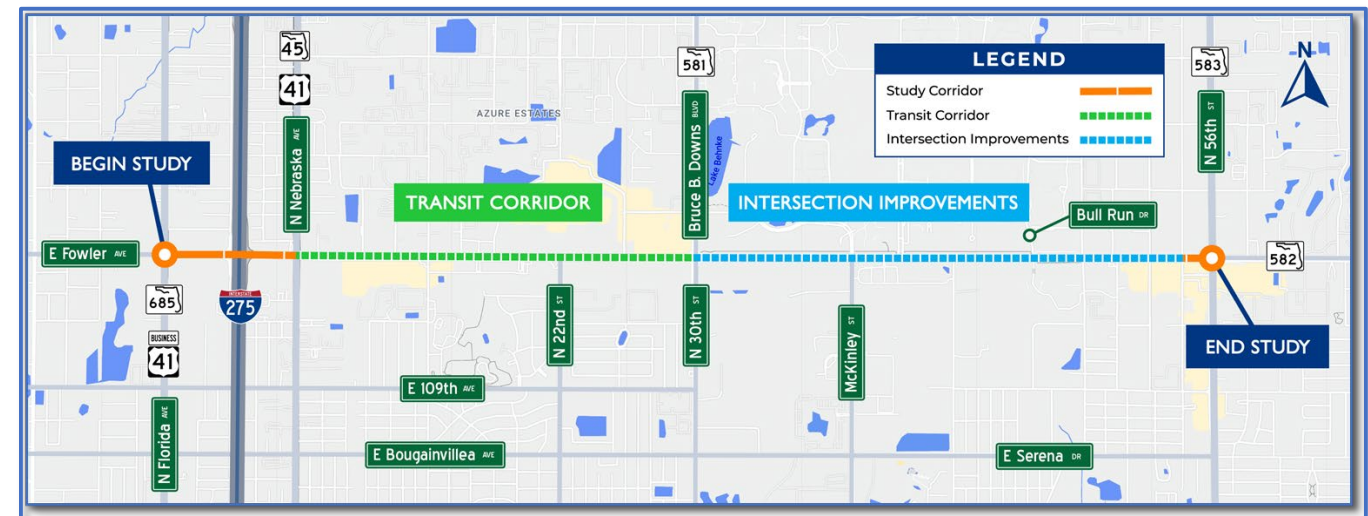 45
41
N Nebraska AVE
AZURE ESTATES
581
Bruce B. Downs BLVD
Lake Behnke
LEGEND
Study Corridor
Transit Corridor
Intersection Improvements
583
N 56th ST
N
BEGIN STUDY
TRANSIT CORRIDOR
INTERSECTION IMPROVEMENTS
Bull Run DR
E Fowler AVE
582
685
INTERSTATE
275
BUSINESS
41
N Florida AVE
N 22nd ST
N 30th ST
McKinley ST
END STUDY
E 109th AVE
E Bougainvillea AVE
E Serena DR